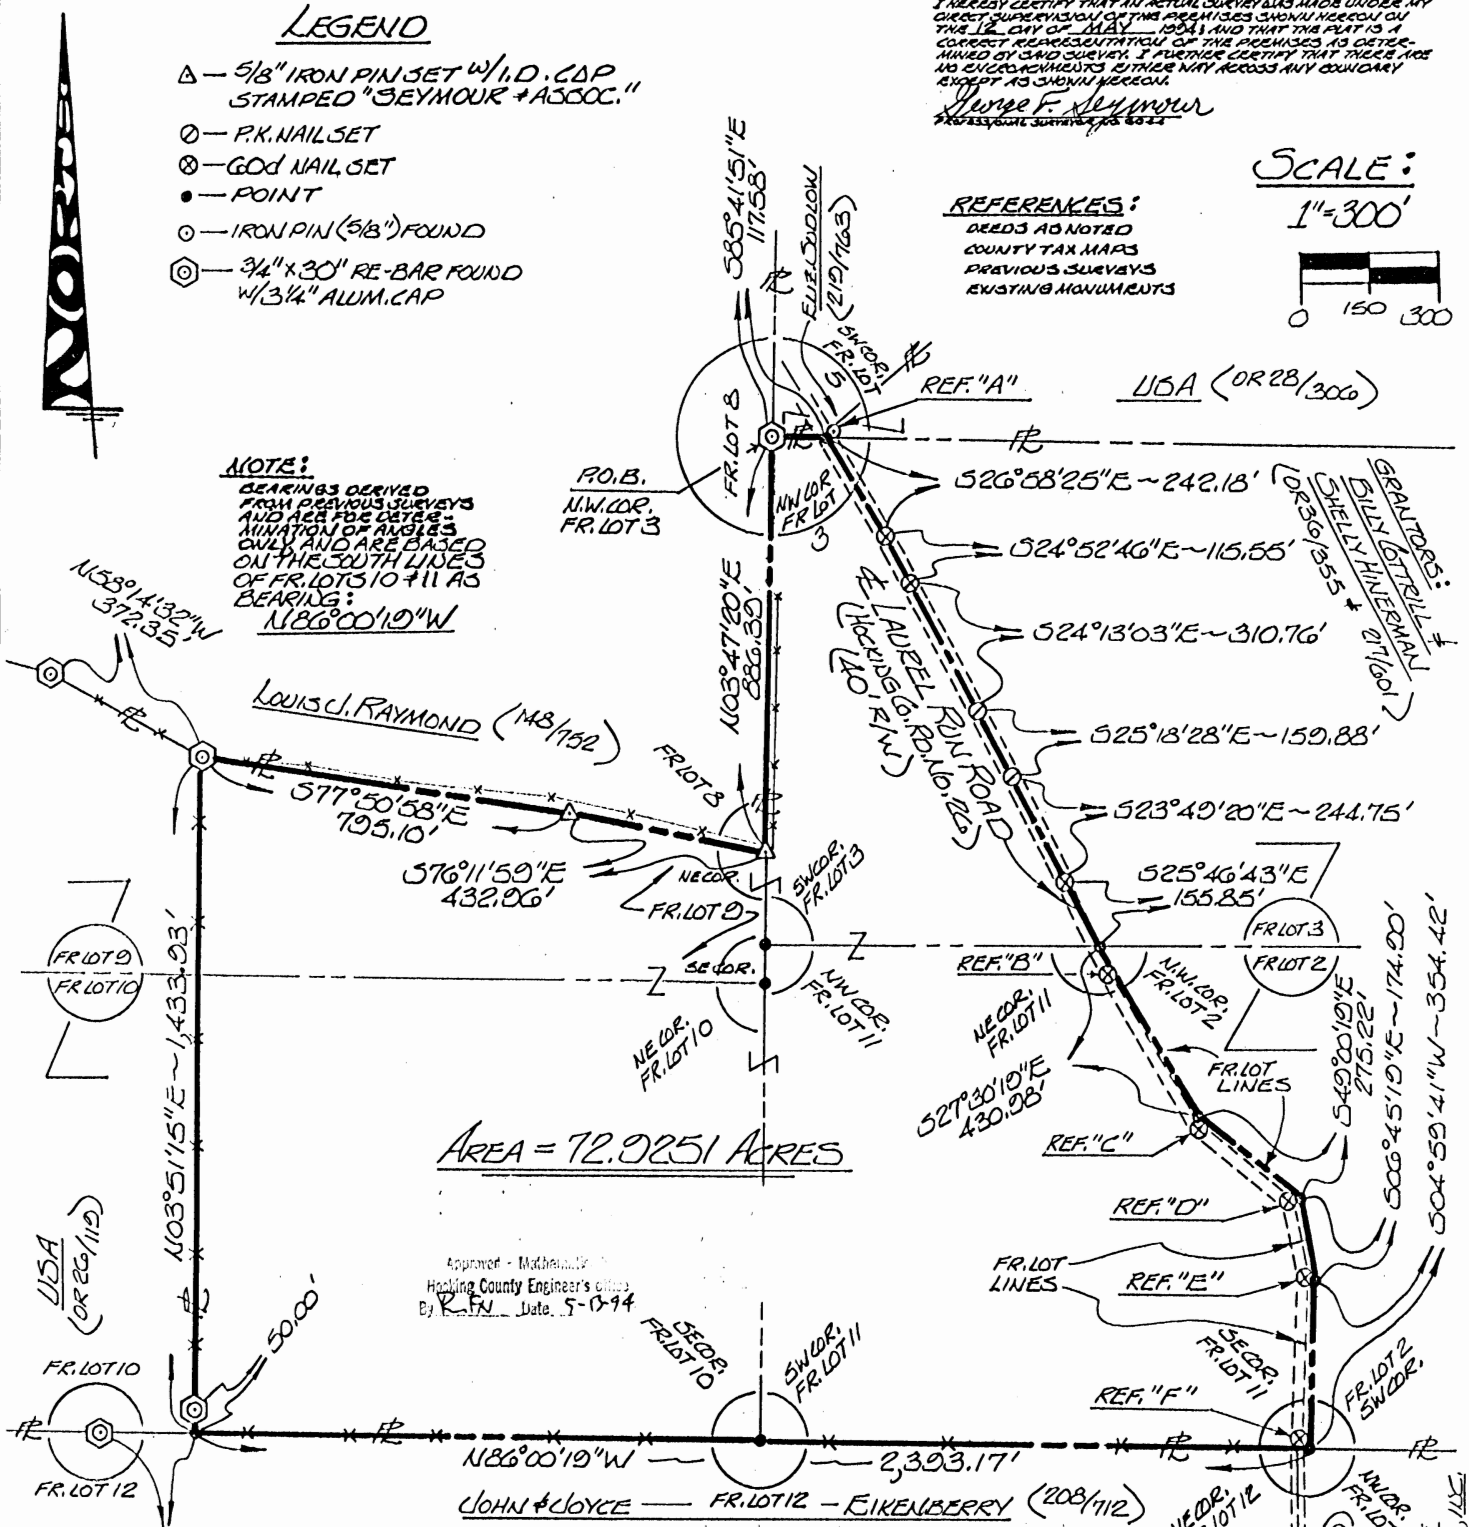 LEGEND
5/8" IRON PIN SET W/I.D. CAP
STAMPED "SEYMOUR & ASSOC."
P.K. NAIL SET
60d NAIL SET
POINT
IRON PIN (5/8") FOUND
3/4" X 30" RE-BAR FOUND
W/3 1/4" ALUM. CAP
NORTH
I HEREBY CERTIFY THAT AN ACTUAL SURVEY WAS MADE UNDER MY
DIRECT SUPERVISION OF THE PREMISES SHOWN HEREON ON
THE 12 DAY OF MAY 1994; AND THAT THE PLAT IS A
CORRECT REPRESENTATION OF THE PREMISES AS DETER-
MINED BY SAID SURVEY. I FURTHER CERTIFY THAT THERE ARE
NO ENCROACHMENTS EITHER WAY ACROSS ANY BOUNDARY
EXCEPT AS SHOWN HEREON.
George F. Seymour
PROFESSIONAL SURVEYOR NO.
SCALE:
1"=300'
0 150 300
REFERENCES:
DEEDS AS NOTED
COUNTY TAX MAPS
PREVIOUS SURVEYS
EXISTING MONUMENTS
S85°41'51"E
117.58'
ELIZ. SUDLOW
(219/763)
SW COR.
FR. LOT
5
REF. "A"
USA (OR 28/306)
FR. LOT 8
P.O.B.
N.W. COR.
FR. LOT 3
NW COR
FR LOT
3
NOTE:
BEARINGS DERIVED
FROM PREVIOUS SURVEYS
AND ARE FOR DETER-
MINATION OF ANGLES
ONLY AND ARE BASED
ON THE SOUTH LINES
OF FR. LOTS 10 & 11 AS
BEARING:
N86°00'19"W
S26°58'25"E ~ 242.18'
S24°52'46"E ~ 115.55'
S24°13'03"E ~ 310.76'
S25°18'28"E ~ 159.88'
S23°49'20"E ~ 244.75'
S25°46'43"E
155.85'
GRANTORS:
BILLY COTTRILL &
SHELLY HINERMAN
(OR 36/355 & 217/601)
LAUREL RUN ROAD
(HOCKING CO. RD. NO. 26)
(40' R/W)
N58°14'32"W
372.35'
N03°47'20"E
886.39'
LOUIS J. RAYMOND (148/752)
FR LOT 8
S77°50'58"E
795.10'
S76°11'59"E
432.96'
NE COR.
FR. LOT 9
SW COR.
FR. LOT 3
SE COR.
NW COR.
FR. LOT 11
NE COR.
FR. LOT 10
FR LOT 9
FR LOT 10
N03°51'15"E ~ 1,433.93'
FR LOT 3
FR LOT 2
REF. "B"
NE COR.
FR. LOT 11
N.W. COR.
FR. LOT 2
FR. LOT
LINES
S27°30'19"E
430.98'
REF. "C"
S49°00'19"E
275.22'
S06°45'19"E ~ 174.90'
S04°59'41"W ~ 354.42'
AREA = 72.9251 ACRES
REF. "D"
FR. LOT
LINES
REF. "E"
USA
(OR 26/119)
Approved - Mathematic
Hocking County Engineer's office
By R.FN Date 5-13-94
50.00'
SE COR.
FR. LOT 10
SW COR.
FR. LOT 11
SE COR.
FR. LOT 11
REF. "F"
FR. LOT 2
SW COR.
FR. LOT 10
FR. LOT 12
N86°00'19"W 2,393.17'
JOHN & JOYCE — FR. LOT 12 — EIKENBERRY (208/712)
NE COR.
LOT 12
NW COR.